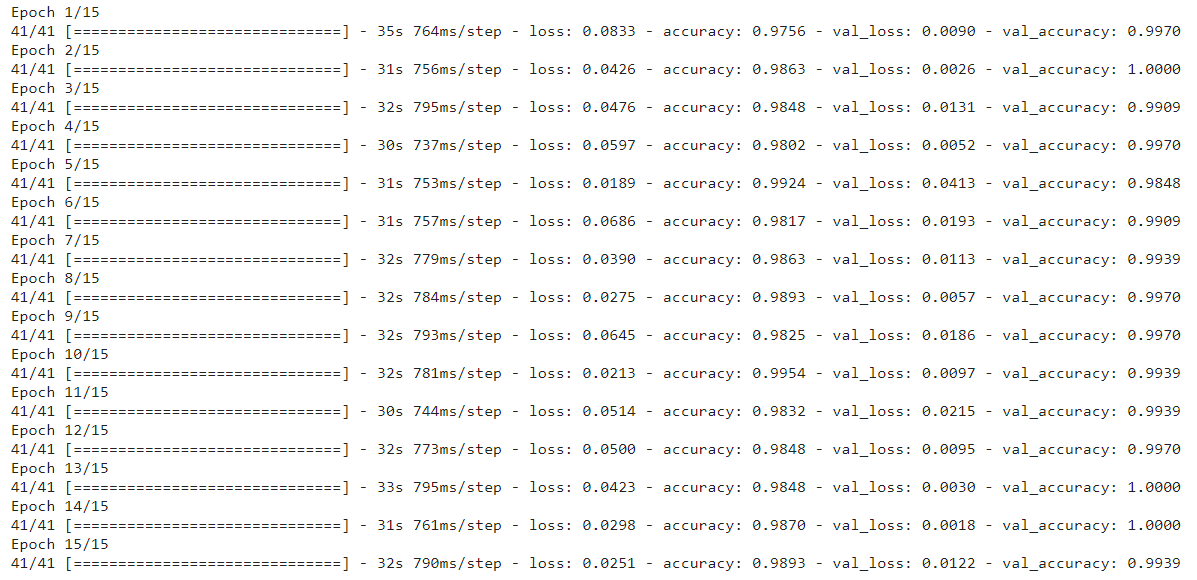 Epoch 1/15
41/41 [==============================] - 35s 764ms/step - loss: 0.0833 - accuracy: 0.9756 - val_loss: 0.0090 - val_accuracy: 0.9970
Epoch 2/15
41/41 [==============================] - 31s 756ms/step - loss: 0.0426 - accuracy: 0.9863 - val_loss: 0.0026 - val_accuracy: 1.0000
Epoch 3/15
41/41 [==============================] - 32s 795ms/step - loss: 0.0476 - accuracy: 0.9848 - val_loss: 0.0131 - val_accuracy: 0.9909
Epoch 4/15
41/41 [==============================] - 30s 737ms/step - loss: 0.0597 - accuracy: 0.9802 - val_loss: 0.0052 - val_accuracy: 0.9970
Epoch 5/15
41/41 [==============================] - 31s 753ms/step - loss: 0.0189 - accuracy: 0.9924 - val_loss: 0.0413 - val_accuracy: 0.9848
Epoch 6/15
41/41 [==============================] - 31s 757ms/step - loss: 0.0686 - accuracy: 0.9817 - val_loss: 0.0193 - val_accuracy: 0.9909
Epoch 7/15
41/41 [==============================] - 32s 779ms/step - loss: 0.0390 - accuracy: 0.9863 - val_loss: 0.0113 - val_accuracy: 0.9939
Epoch 8/15
41/41 [==============================] - 32s 784ms/step - loss: 0.0275 - accuracy: 0.9893 - val_loss: 0.0057 - val_accuracy: 0.9970
Epoch 9/15
41/41 [==============================] - 32s 793ms/step - loss: 0.0645 - accuracy: 0.9825 - val_loss: 0.0186 - val_accuracy: 0.9970
Epoch 10/15
41/41 [==============================] - 32s 781ms/step - loss: 0.0213 - accuracy: 0.9954 - val_loss: 0.0097 - val_accuracy: 0.9939
Epoch 11/15
41/41 [==============================] - 30s 744ms/step - loss: 0.0514 - accuracy: 0.9832 - val_loss: 0.0215 - val_accuracy: 0.9939
Epoch 12/15
41/41 [==============================] - 32s 773ms/step - loss: 0.0500 - accuracy: 0.9848 - val_loss: 0.0095 - val_accuracy: 0.9970
Epoch 13/15
41/41 [==============================] - 33s 795ms/step - loss: 0.0423 - accuracy: 0.9848 - val_loss: 0.0030 - val_accuracy: 1.0000
Epoch 14/15
41/41 [==============================] - 31s 761ms/step - loss: 0.0298 - accuracy: 0.9870 - val_loss: 0.0018 - val_accuracy: 1.0000
Epoch 15/15
41/41 [==============================] - 32s 790ms/step - loss: 0.0251 - accuracy: 0.9893 - val_loss: 0.0122 - val_accuracy: 0.9939